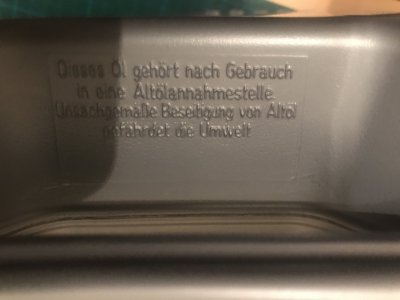 Dieses Öl gehört nach Gebrauch
in eine Altölannahmestelle.
Unsachgemäße Beseitigung von Altöl
gefährdet die Umwelt